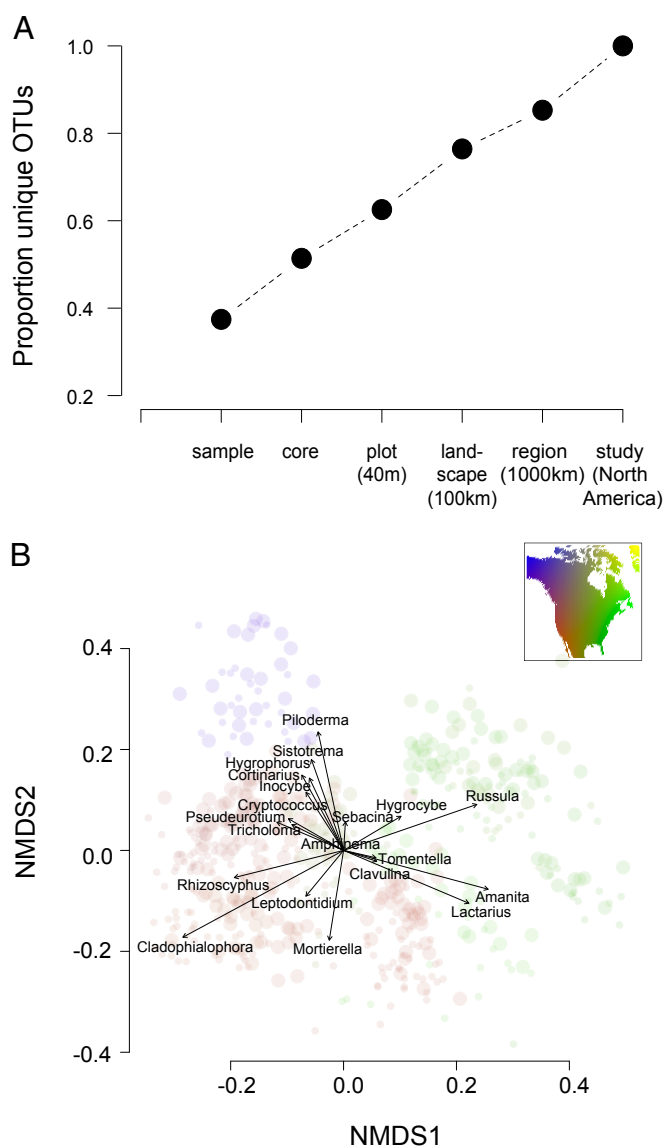 A
Proportion unique OTUs
1.0
0.8
0.6
0.4
0.2
sample core plot land- region study
(40m) scape (1000km) (North
(100km) America)
B
NMDS2
0.4
0.2
0.0
-0.2
-0.4
Piloderma
Sistotrema
Hygrophorus
Cortinarius
Inocybe
Russula
Cryptococcus
Hygrocybe
Pseudeurotium
Sebacina
Tricholoma
Amphinema
Tomentella
Clavulina
Rhizoscyphus
Amanita
Leptodontidium
Lactarius
Cladophialophora
Mortierella
-0.2 0.0 0.2 0.4
NMDS1